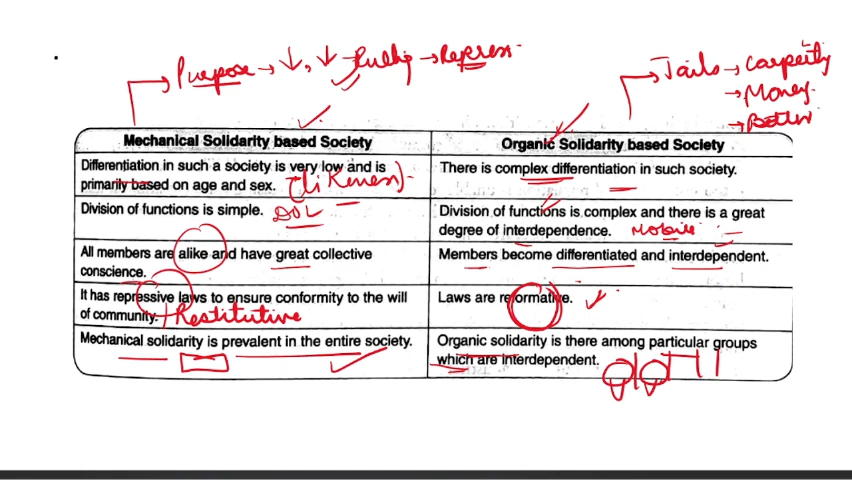 Purpose → ↓, ↓ → → Repress.
Jails → Carpeity
→ Money.
→ Better
Mechanical Solidarity based Society
Organic Solidarity based Society
Differentiation in such a society is very low and is
primarily based on age and sex. (likeness).
There is complex differentiation in such society.
Division of functions is simple. DOL
Division of functions is complex and there is a great
degree of interdependence. Mobile
All members are alike and have great collective
conscience.
Members become differentiated and interdependent.
It has repressive laws to ensure conformity to the will
of community. Restitutive
Laws are reformative.
Mechanical solidarity is prevalent in the entire society.
Organic solidarity is there among particular groups
which are interdependent.